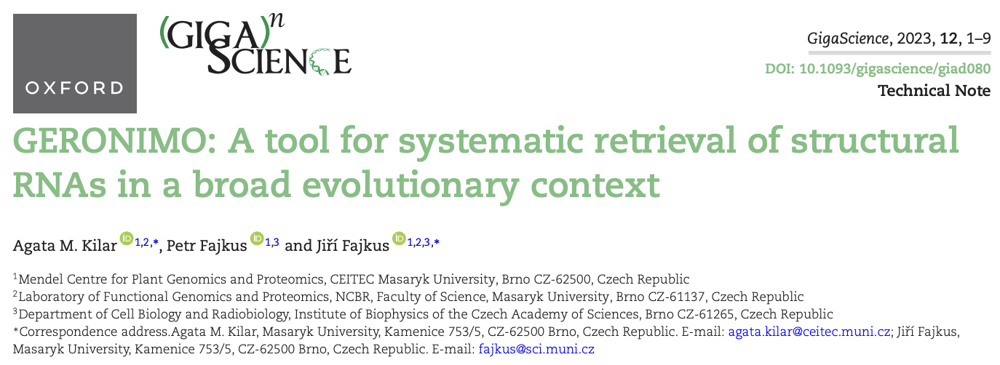 OXFORD
(GIGA)n
SCIENCE
GigaScience, 2023, 12, 1–9
DOI: 10.1093/gigascience/giad080
Technical Note
GERONIMO: A tool for systematic retrieval of structural
RNAs in a broad evolutionary context
Agata M. Kilar iD 1,2,*, Petr Fajkus iD 1,3 and Jiří Fajkus iD 1,2,3,*
1Mendel Centre for Plant Genomics and Proteomics, CEITEC Masaryk University, Brno CZ-62500, Czech Republic
2Laboratory of Functional Genomics and Proteomics, NCBR, Faculty of Science, Masaryk University, Brno CZ-61137, Czech Republic
3Department of Cell Biology and Radiobiology, Institute of Biophysics of the Czech Academy of Sciences, Brno CZ-61265, Czech Republic
*Correspondence address.Agata M. Kilar, Masaryk University, Kamenice 753/5, CZ-62500 Brno, Czech Republic. E-mail: agata.kilar@ceitec.muni.cz; Jiří Fajkus,
Masaryk University, Kamenice 753/5, CZ-62500 Brno, Czech Republic. E-mail: fajkus@sci.muni.cz